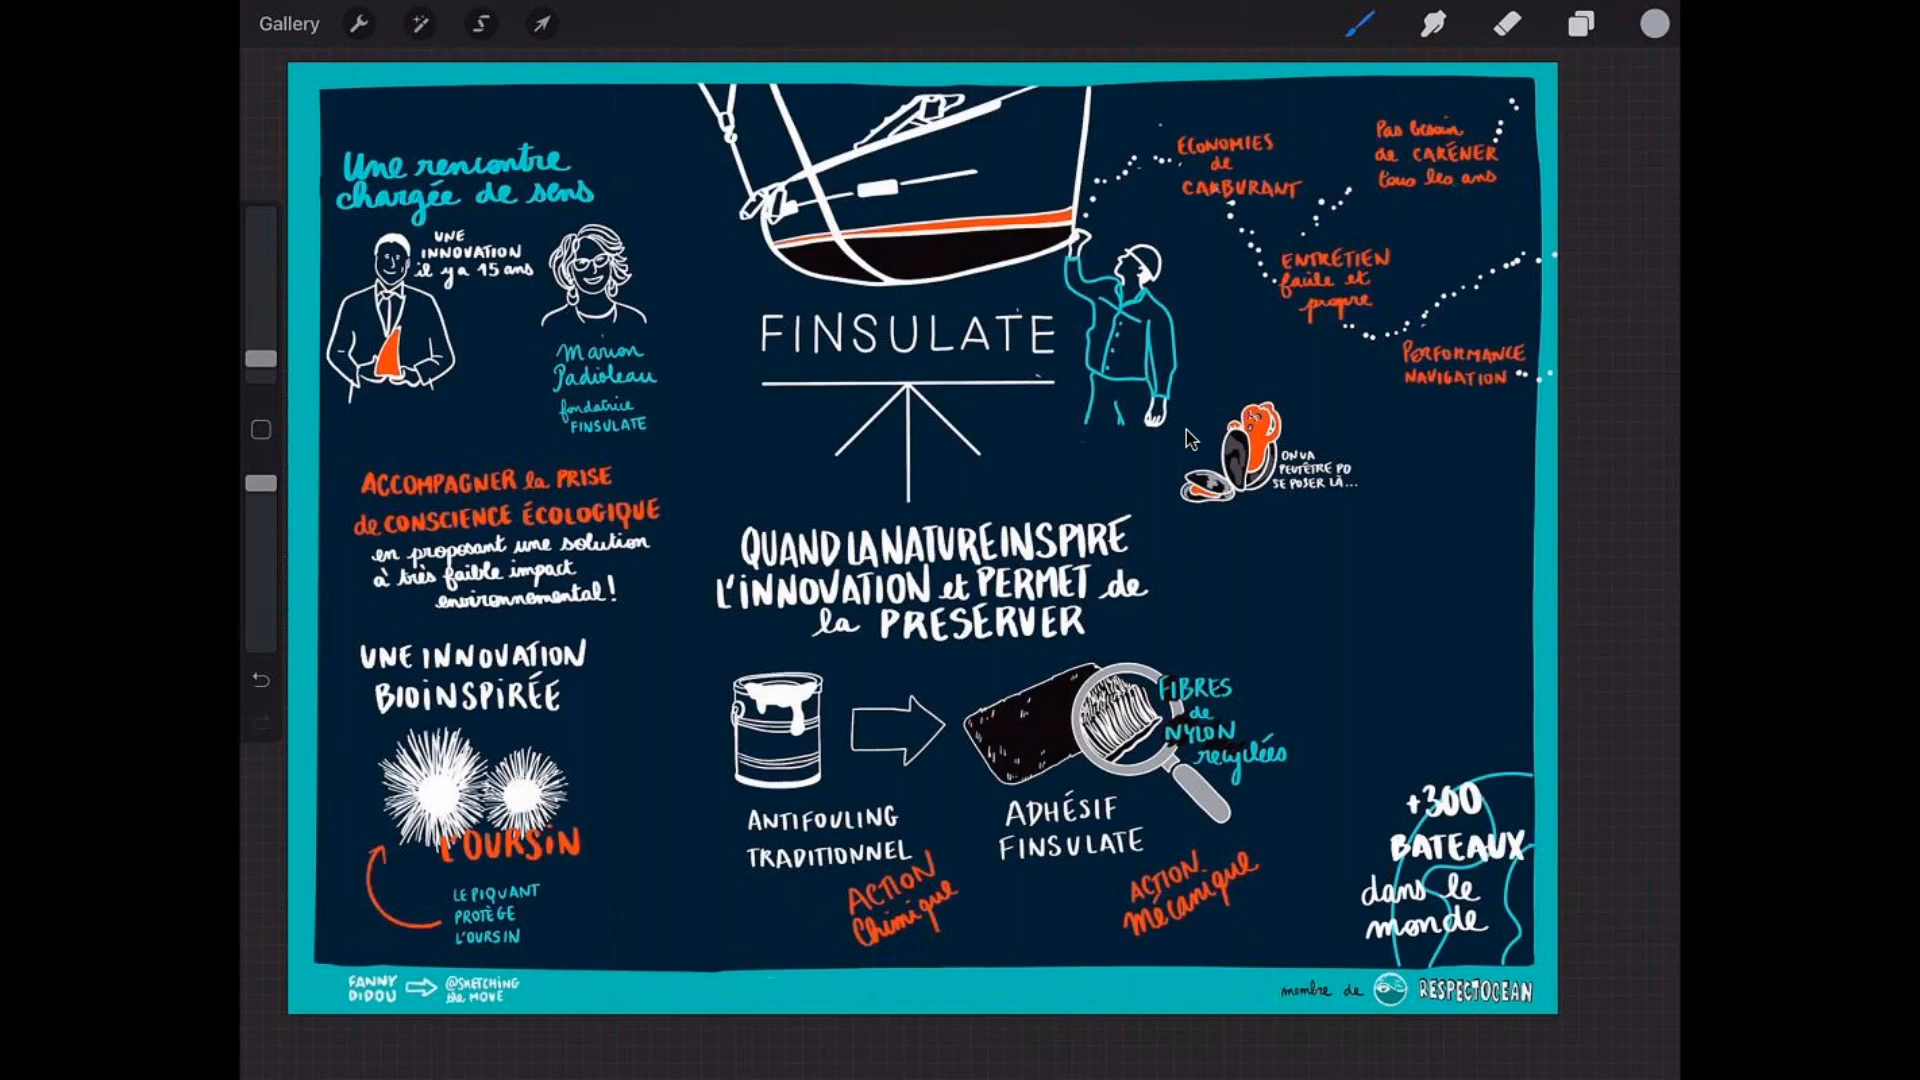 Gallery
Une rencontre
chargée de sens
UNE
INNOVATION
il y a 15 ans
Marion
Padioleau
fondatrice
FINSULATE
ACCOMPAGNER la PRISE
de CONSCIENCE ÉCOLOGIQUE
en proposant une solution
à très faible impact
environnemental!
UNE INNOVATION
BIOINSPIRÉE
L'OURSIN
LE PIQUANT
PROTÈGE
L'OURSIN
FINSULATE
QUAND LA NATURE INSPIRE
L'INNOVATION et PERMET de
la PRESERVER
ANTIFOULING
TRADITIONNEL
ACTION
Chimique
ADHÉSIF
FINSULATE
FIBRES
de
NYLON
recyclées
ACTION
Mécanique
ECONOMIES
de
CARBURANT
Pas besoin
de CARÉNER
tous les ans
ENTRETIEN
facile et
propre
PERFORMANCE
NAVIGATION
ON VA
PEUTÊTRE PO
SE POSER LÀ...
+300
BATEAUX
dans le
monde
FANNY
DIDOU
@SKETCHING
the MOVE
membre de RESPECTOCEAN